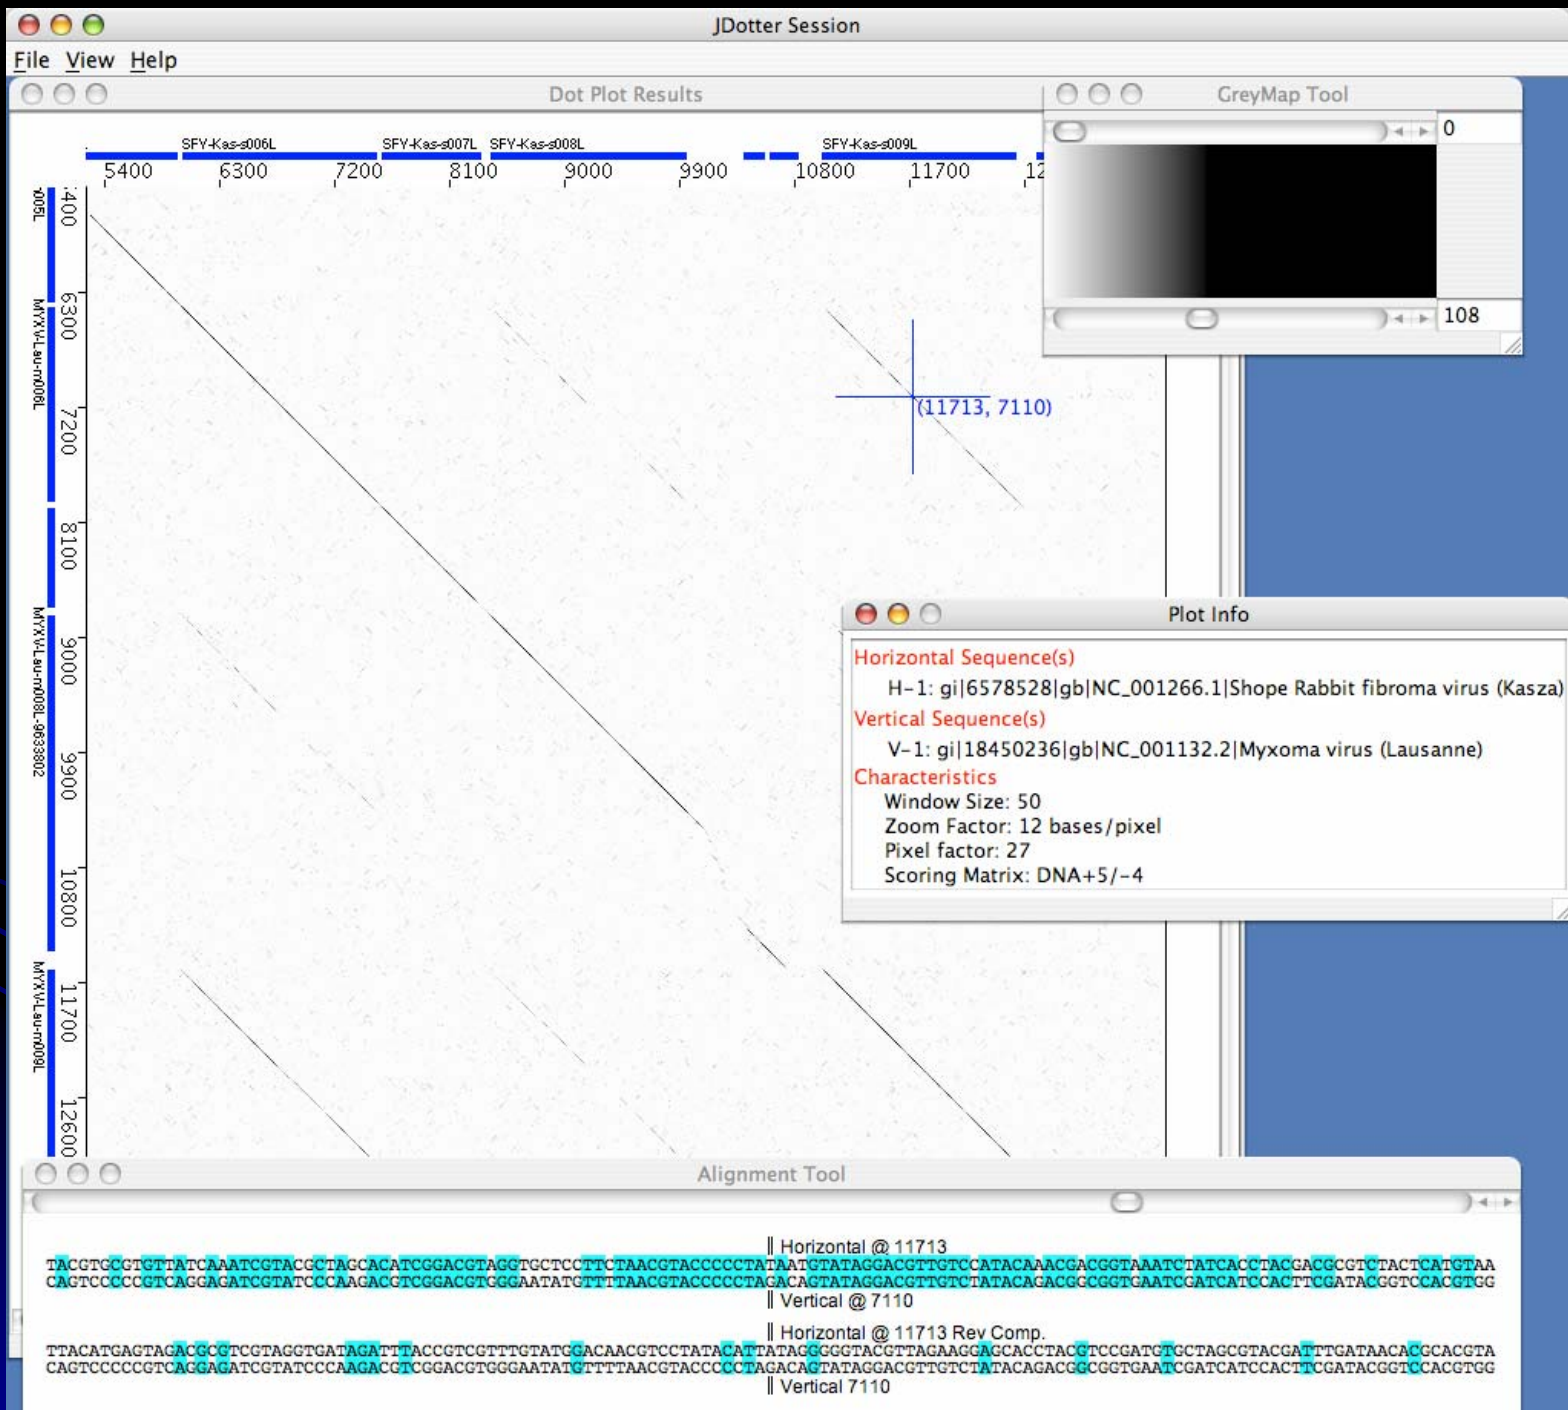 JDotter Session
File View Help
Dot Plot Results
GreyMap Tool
0
108
SFY-Kas-s006L SFY-Kas-s007L SFY-Kas-s008L SFY-Kas-s009L
5400 6300 7200 8100 9000 9900 10800 11700 12
005L
MYXV-Lau-m006L
MYXV-Lau-m008L-9633802
MYXV-Lau-m009L
400
6300
7200
8100
9000
9900
10800
11700
12600
(11713, 7110)
Plot Info
Horizontal Sequence(s)
H-1: gi|6578528|gb|NC_001266.1|Shope Rabbit fibroma virus (Kasza)
Vertical Sequence(s)
V-1: gi|18450236|gb|NC_001132.2|Myxoma virus (Lausanne)
Characteristics
Window Size: 50
Zoom Factor: 12 bases/pixel
Pixel factor: 27
Scoring Matrix: DNA+5/-4
Alignment Tool
|| Horizontal @ 11713
TACGTGCGTGTTATCAAATCGTACGCTAGCACATCGGACGTAGGTGCTCCTTCTAACGTACCCCCTATAATGTATAGGACGTTGTCCATACAAACGACGGTAAATCTATCACCTACGACGCGTCTACTCATGTAA
CAGTCCCCCGTCAGGAGATCGTATCCCAAGACGTCGGACGTGGGAATATGTTTTAACGTACCCCCTAGACAGTATAGGACGTTGTCTATACAGACGGCGGTGAATCGATCATCCACTTCGATACGGTCCACGTGG
|| Vertical @ 7110
|| Horizontal @ 11713 Rev Comp.
TTACATGAGTAGACGCGTCGTAGGTGATAGATTTACCGTCGTTTGTATGGACAACGTCCTATACATTATAGGGGGTACGTTAGAAGGAGCACCTACGTCCGATGTGCTAGCGTACGATTTGATAACACGCACGTA
CAGTCCCCCGTCAGGAGATCGTATCCCAAGACGTCGGACGTGGGAATATGTTTTAACGTACCCCCTAGACAGTATAGGACGTTGTCTATACAGACGGCGGTGAATCGATCATCCACTTCGATACGGTCCACGTGA
|| Vertical 7110